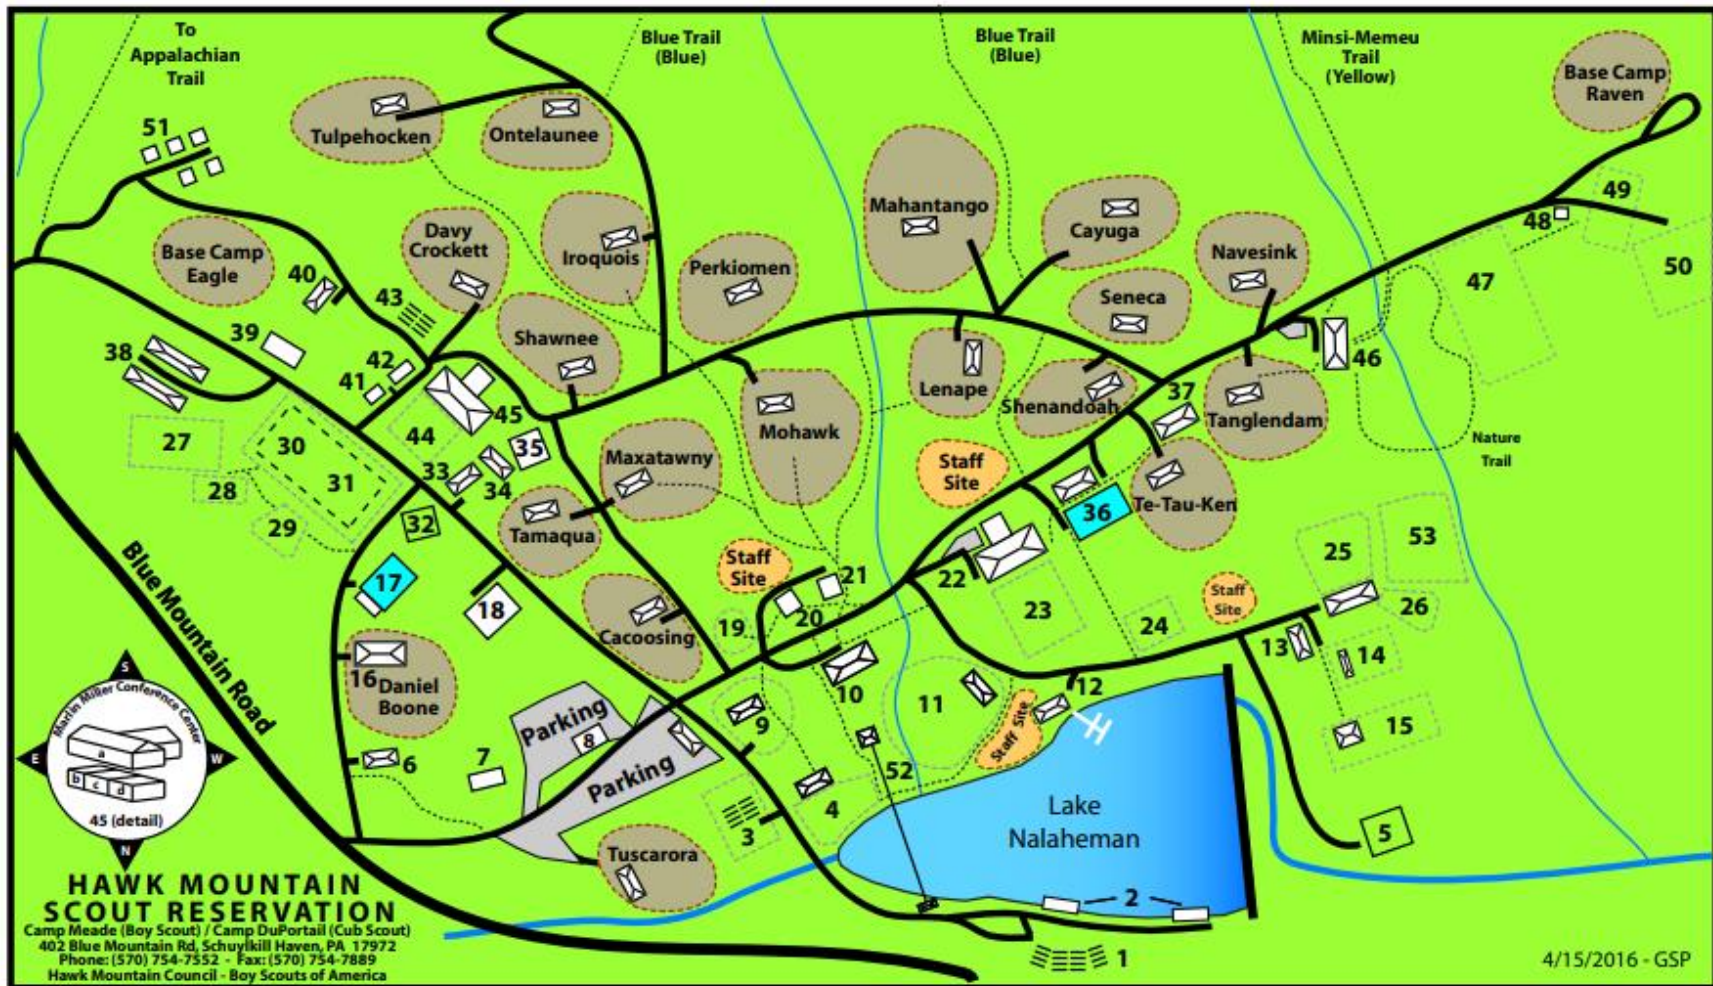 To
Appalachian
Trail
Blue Trail
(Blue)
Blue Trail
(Blue)
Minsi-Memeu
Trail
(Yellow)
Base Camp
Raven
51
Tulpehocken
Ontelaunee
Mahantango
Cayuga
Navesink
49
48
47
50
Base Camp
Eagle
Davy
Crockett
Iroquois
Perkiomen
Seneca
40
43
Shawnee
39
38
42
41
45
Lenape
Shenandoah
37
46
Tanglendam
Nature
Trail
27
30
44
35
Mohawk
Maxatawny
Staff
Site
28
31
33
34
29
32
Tamaqua
36
Te-Tau-Ken
25
53
Blue Mountain Road
17
18
Staff
Site
21
20
19
22
23
24
Staff
Site
26
Cacoosing
16
Daniel
Boone
10
11
12
13
14
15
9
Staff Site
Parking
8
Parking
6
7
52
3
4
Lake
Nalaheman
5
Tuscarora
2
1
S
Martin Miller Conference Center
E
W
a
b
c
d
45 (detail)
N
HAWK MOUNTAIN
SCOUT RESERVATION
Camp Meade (Boy Scout) / Camp DuPortail (Cub Scout)
402 Blue Mountain Rd, Schuylkill Haven, PA 17972
Phone: (570) 754-7552 - Fax: (570) 754-7889
Hawk Mountain Council - Boy Scouts of America
4/15/2016 - GSP